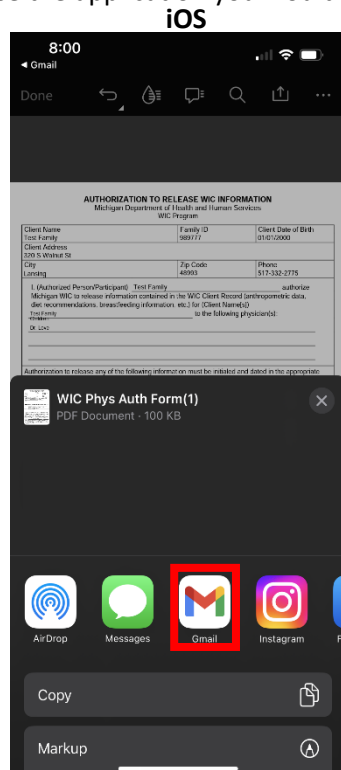 iOS
8:00
◀ Gmail
Done
AUTHORIZATION TO RELEASE WIC INFORMATION
Michigan Department of Health and Human Services
WIC Program
Client Name Family ID Client Date of Birth
Test Family 989777 01/01/2000
Client Address
320 S Walnut St
City Zip Code Phone
Lansing 48993 517-332-2775
I, (Authorized Person/Participant) Test Family authorize
Michigan WIC to release information contained in the WIC Client Record (anthropometric data,
diet recommendations, breastfeeding information, etc.) for (Client Name(s))
Test Family to the following physician(s):
Dr. Love
Authorization to release any of the following information must be initialed and dated in the appropriate
WIC Phys Auth Form(1)
PDF Document · 100 KB
AirDrop Messages Gmail Instagram F
Copy
Markup